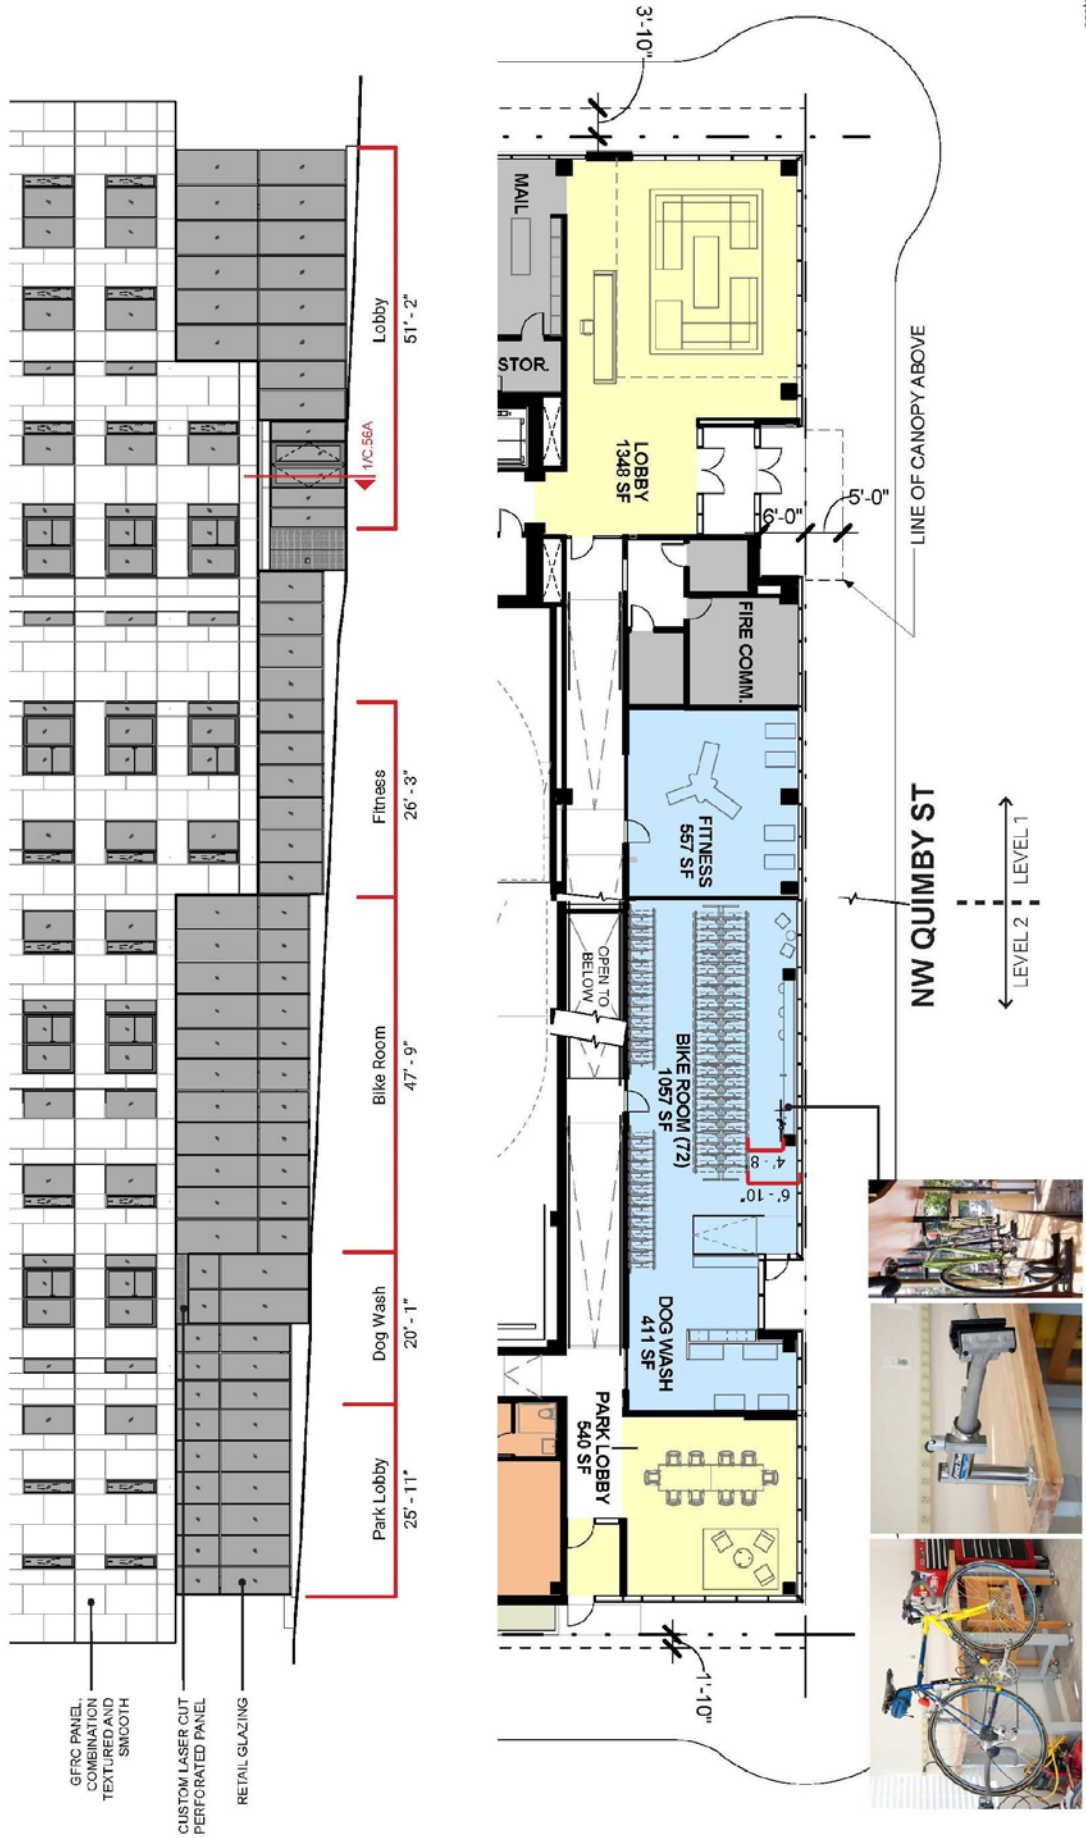 GFRC PANEL,
COMBINATION
TEXTURED AND
SMOOTH
CUSTOM LASER CUT
PERFORATED PANEL
RETAIL GLAZING
Park Lobby
25' - 11"
Dog Wash
20' - 1"
Bike Room
47' - 9"
Fitness
26' - 3"
Lobby
51' - 2"
1/C.56A
3'-10"
MAIL
STOR.
LOBBY
1348 SF
6'-0"
5'-0"
LINE OF CANOPY ABOVE
FIRE COMM.
FITNESS
557 SF
OPEN TO
BELOW
BIKE ROOM (72)
1057 SF
4' - 8"
6' - 10"
DOG WASH
411 SF
PARK LOBBY
540 SF
1'-10"
NW QUIMBY ST
LEVEL 2
LEVEL 1